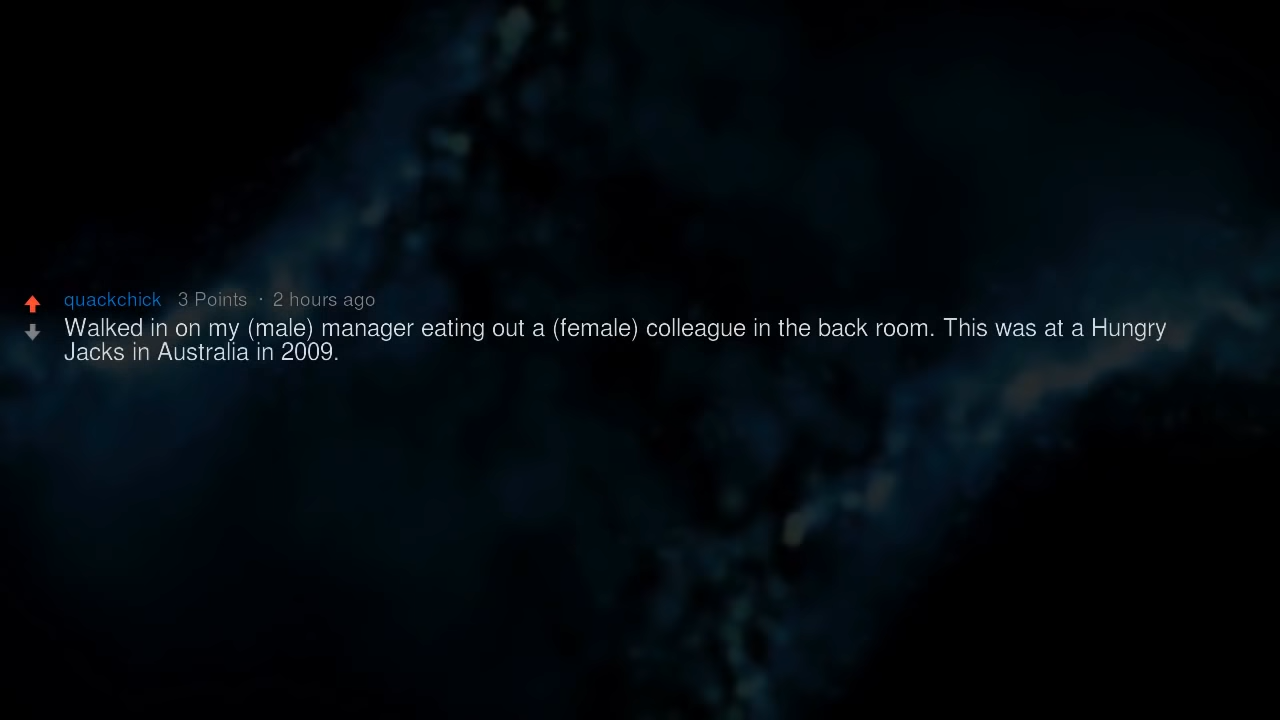 quackchick 3 Points · 2 hours ago
Walked in on my (male) manager eating out a (female) colleague in the back room. This was at a Hungry
Jacks in Australia in 2009.